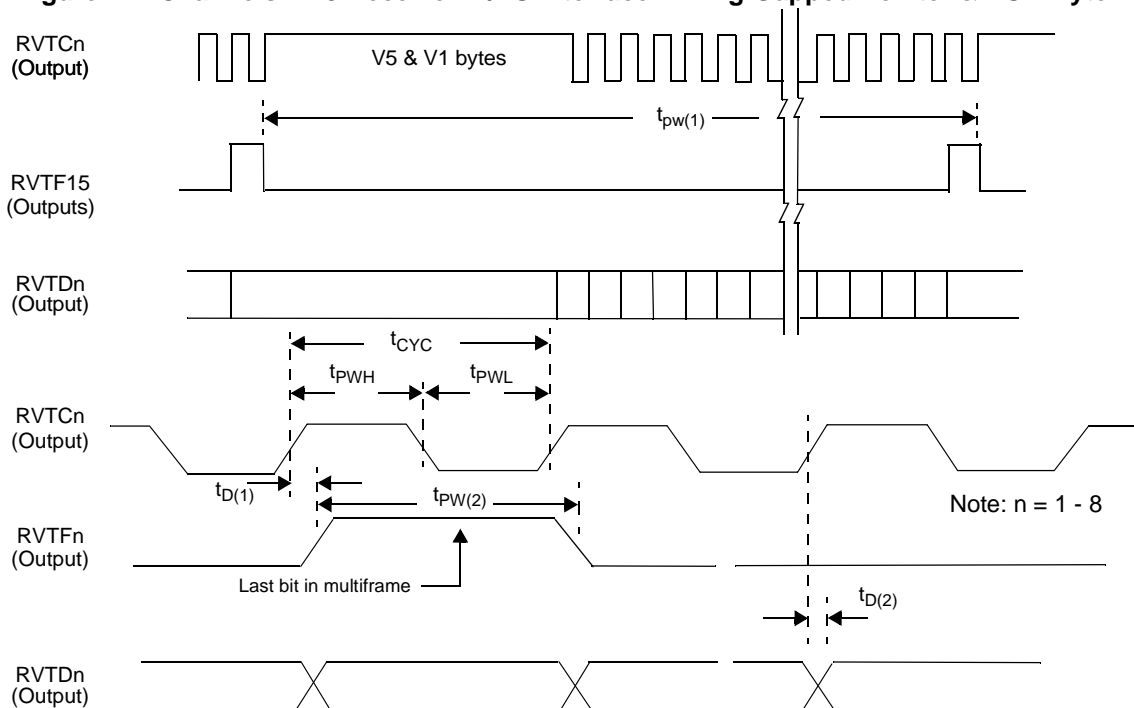 RVTCn
(Output)
V5 & V1 bytes
tpw(1)
RVTF15
(Outputs)
RVTDn
(Output)
tCYC
tPWH
tPWL
RVTCn
(Output)
tD(1)
tPW(2)
Note: n = 1 - 8
RVTFn
(Output)
Last bit in multiframe
tD(2)
RVTDn
(Output)